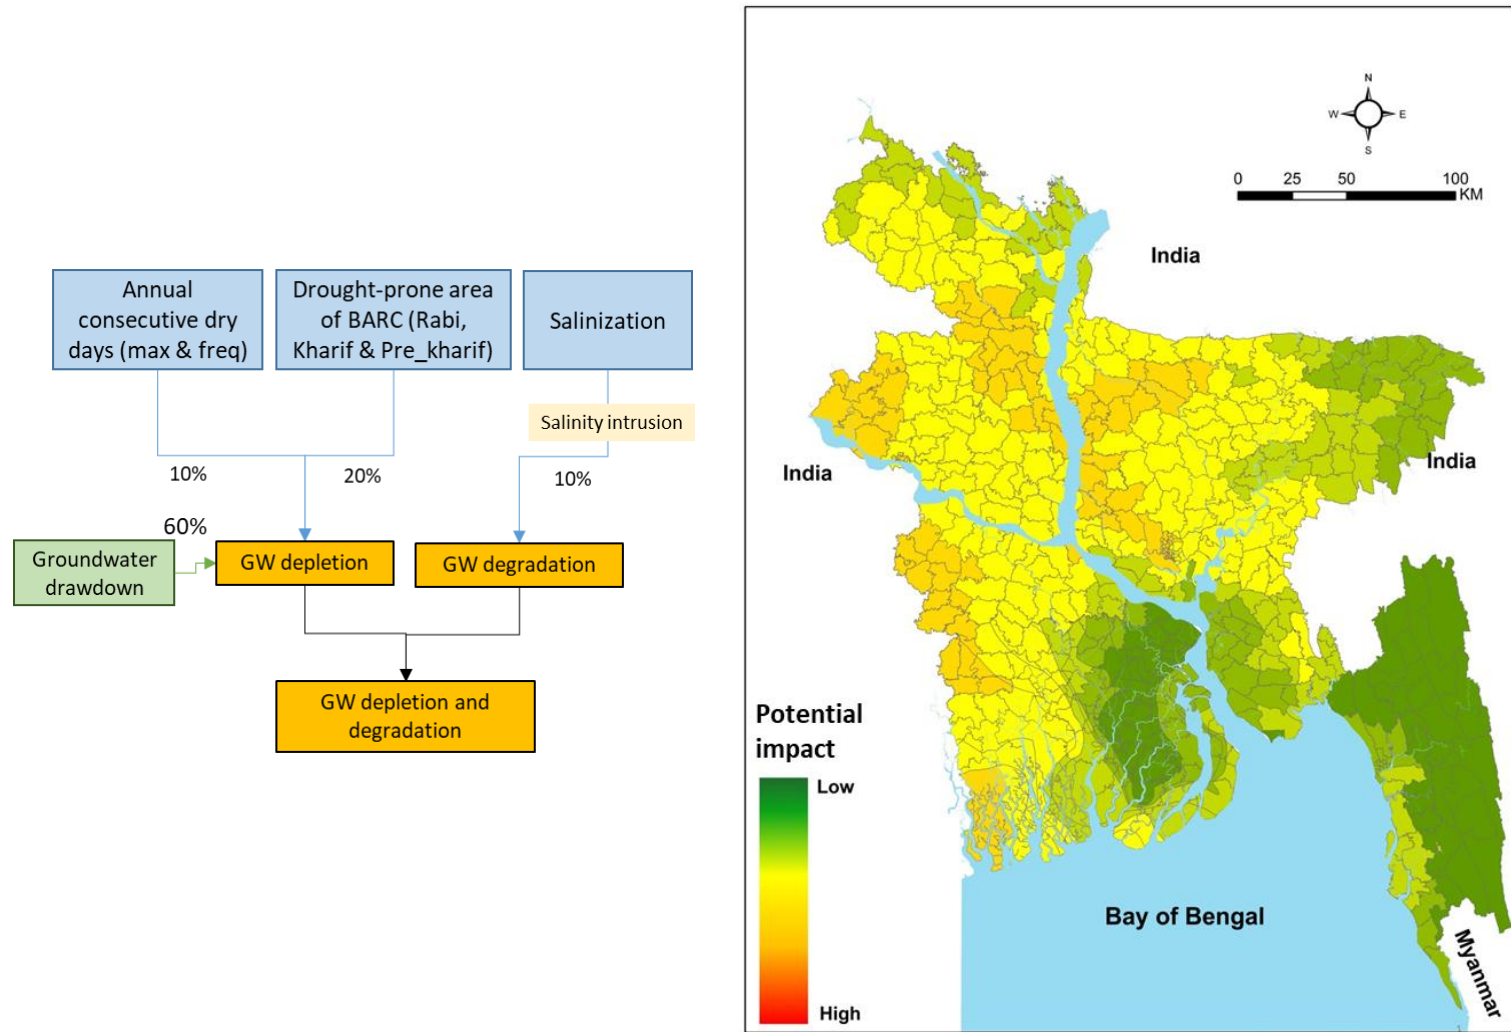 Annual
consecutive dry
days (max & freq)
Drought-prone area
of BARC (Rabi,
Kharif & Pre_kharif)
Salinization
Salinity intrusion
10%
20%
10%
60%
Groundwater
drawdown
GW depletion
GW degradation
GW depletion and
degradation
N
W
E
S
0
25
50
100
KM
India
India
India
Potential
impact
Low
High
Bay of Bengal
Myanmar